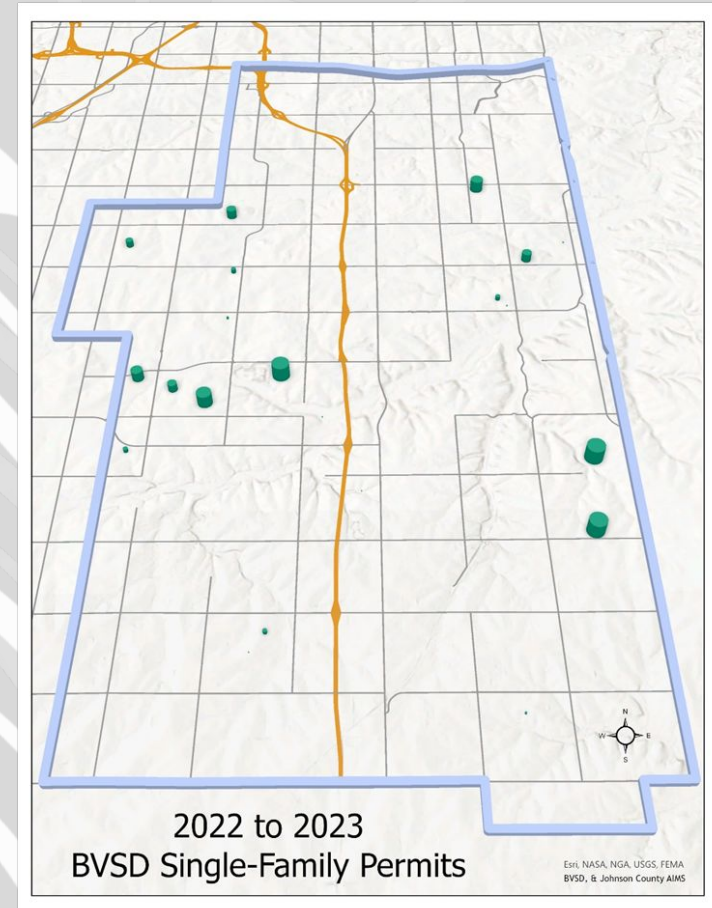 N
W E
S
2022 to 2023
BVSD Single-Family Permits
Esri, NASA, NGA, USGS, FEMA
BVSD, & Johnson County AIMS